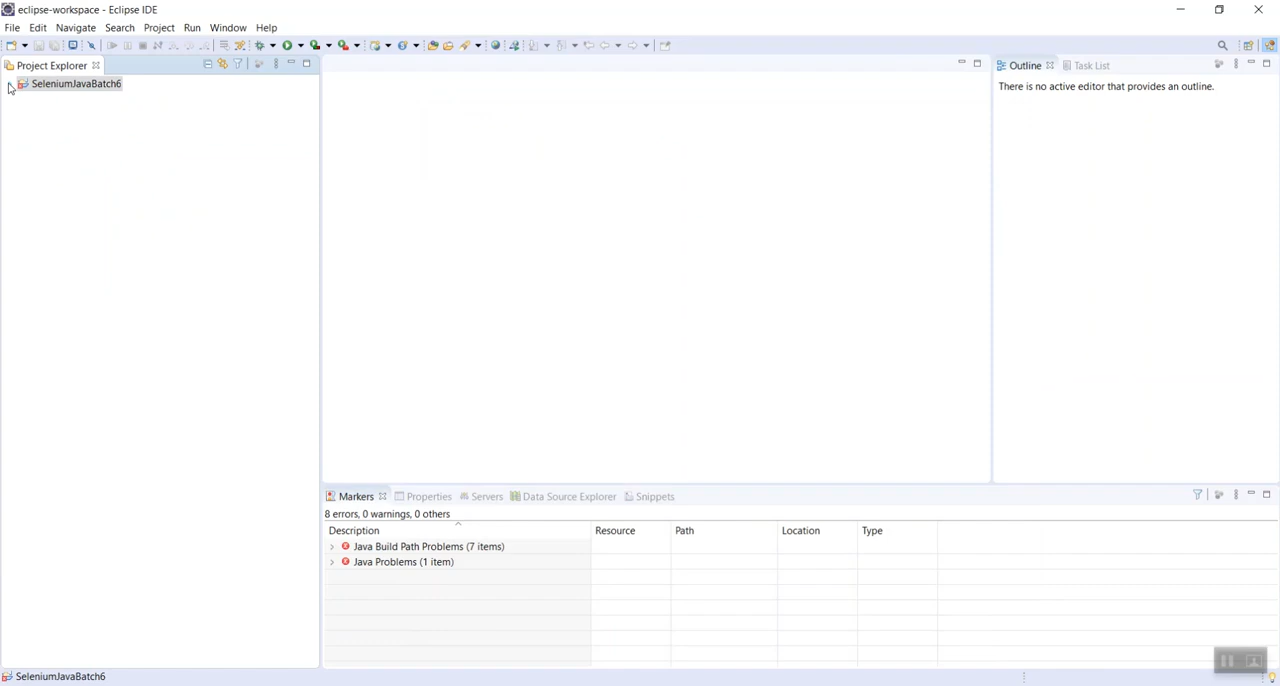 eclipse-workspace - Eclipse IDE
File Edit Navigate Search Project Run Window Help
Project Explorer
SeleniumJavaBatch6
Outline Task List
There is no active editor that provides an outline.
Markers Properties Servers Data Source Explorer Snippets
8 errors, 0 warnings, 0 others
Description Resource Path Location Type
Java Build Path Problems (7 items)
Java Problems (1 item)
SeleniumJavaBatch6